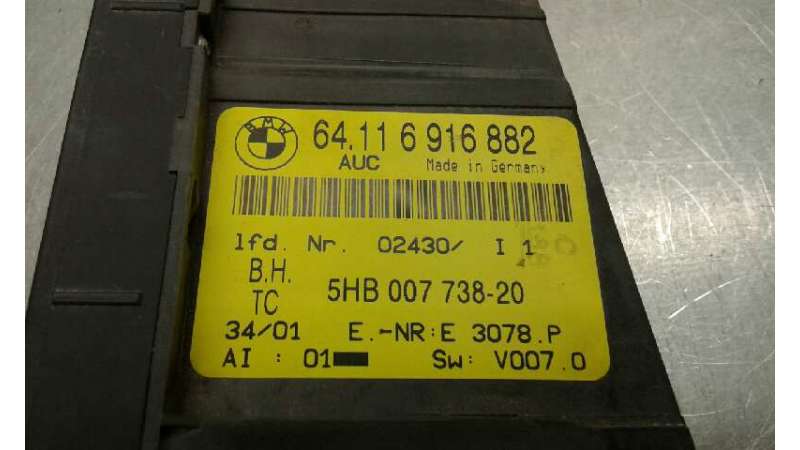 BMW
64.11 6 916 882
AUC Made in Germany
lfd. Nr. 02430/ I 1
B.H.
TC 5HB 007 738-20
34/01 E.-NR:E 3078.P
AI : 01 Sw: V007.0